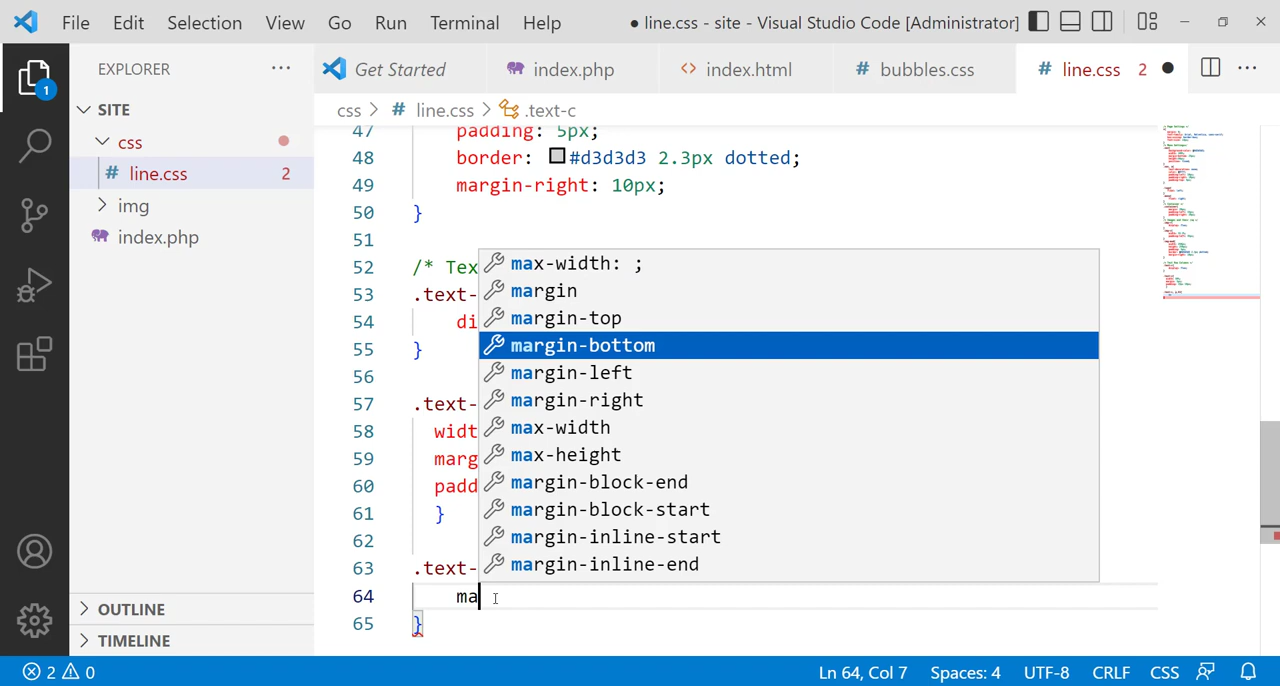 File Edit Selection View Go Run Terminal Help ● line.css - site - Visual Studio Code [Administrator]
EXPLORER ... Get Started index.php <> index.html # bubbles.css # line.css 2 ● ...
SITE
css > # line.css > .text-c
css
# line.css 2
img
index.php
47 padding: 5px;
48 border: #d3d3d3 2.3px dotted;
49 margin-right: 10px;
50 }
51
52 /* Tex
53 .text-
54 di
55 }
56
57 .text-
58 widt
59 marg
60 padd
61 }
62
63 .text-
64 ma
65 }
max-width: ;
margin
margin-top
margin-bottom
margin-left
margin-right
max-width
max-height
margin-block-end
margin-block-start
margin-inline-start
margin-inline-end
1
OUTLINE
TIMELINE
2 0 Ln 64, Col 7 Spaces: 4 UTF-8 CRLF CSS